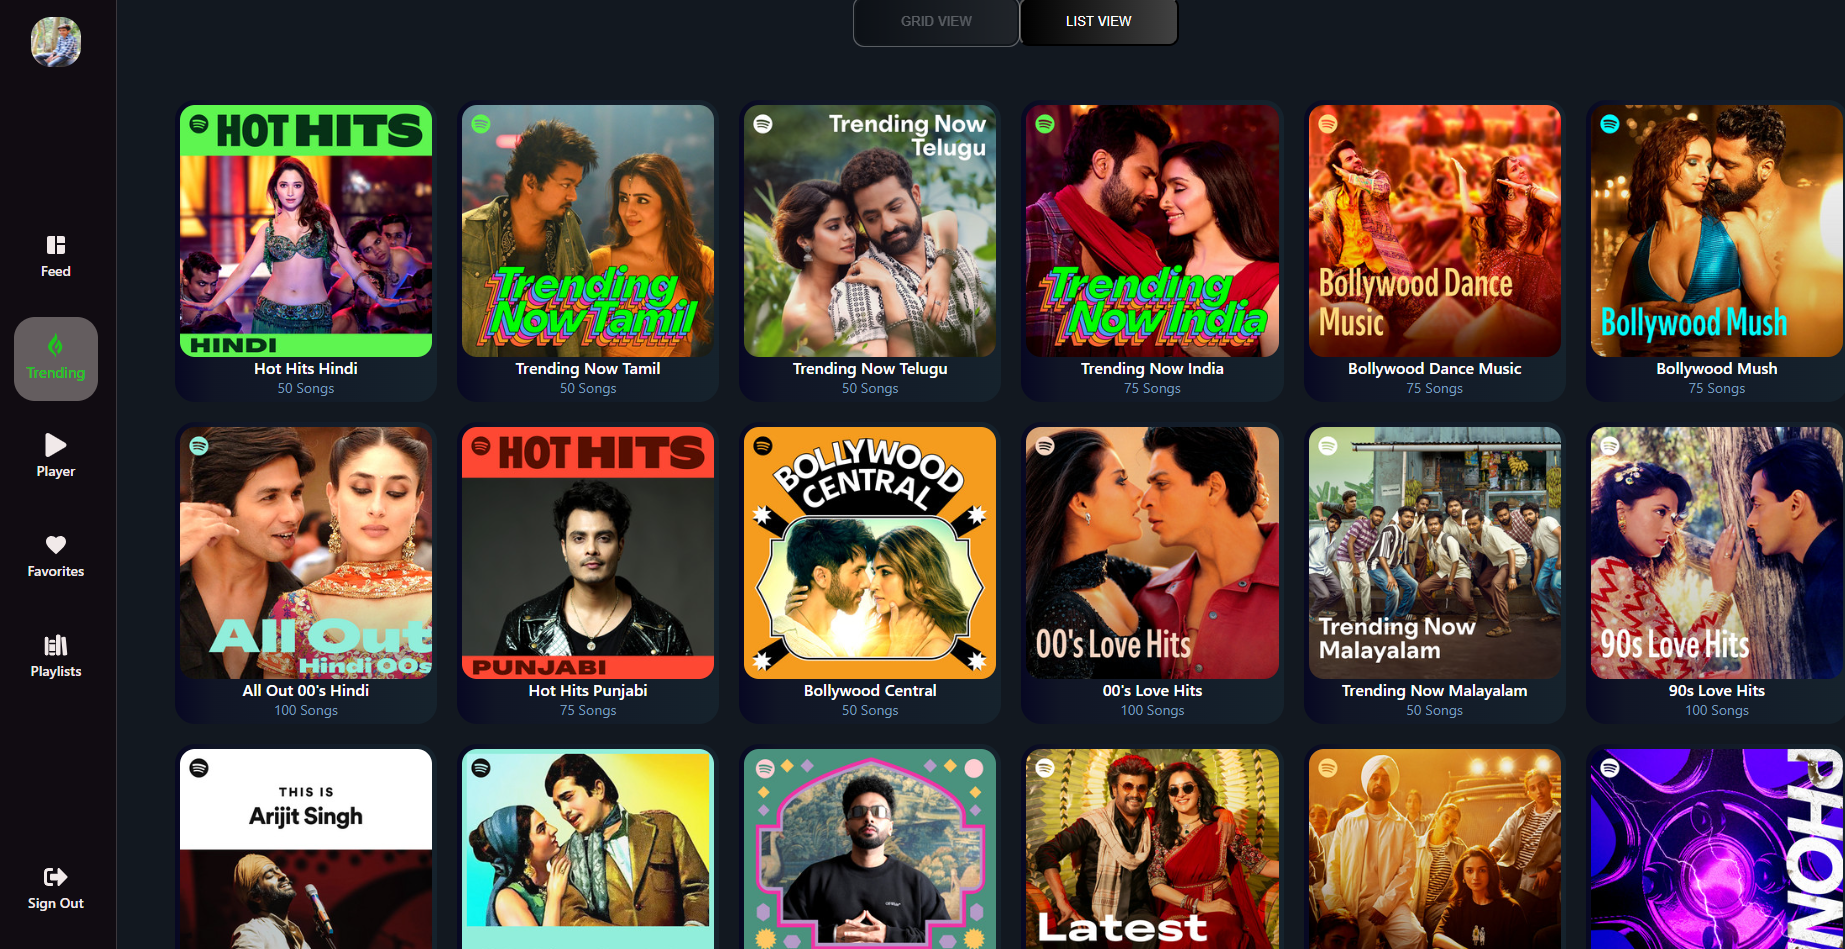 GRID VIEW
LIST VIEW
Feed
Trending
Player
Favorites
Playlists
Sign Out
HOT HITS
HINDI
Hot Hits Hindi
50 Songs
Trending
Now Tamil
Trending Now Tamil
50 Songs
Trending Now
Telugu
Trending Now Telugu
50 Songs
Trending
Now India
Trending Now India
75 Songs
Bollywood Dance
Music
Bollywood Dance Music
75 Songs
Bollywood Mush
Bollywood Mush
75 Songs
All Out
Hindi 00s
All Out 00's Hindi
100 Songs
HOT HITS
PUNJABI
Hot Hits Punjabi
75 Songs
BOLLYWOOD
CENTRAL
Bollywood Central
50 Songs
00's Love Hits
00's Love Hits
100 Songs
Trending Now
Malayalam
Trending Now Malayalam
50 Songs
90s Love Hits
90s Love Hits
100 Songs
THIS IS
Arijit Singh
Latest